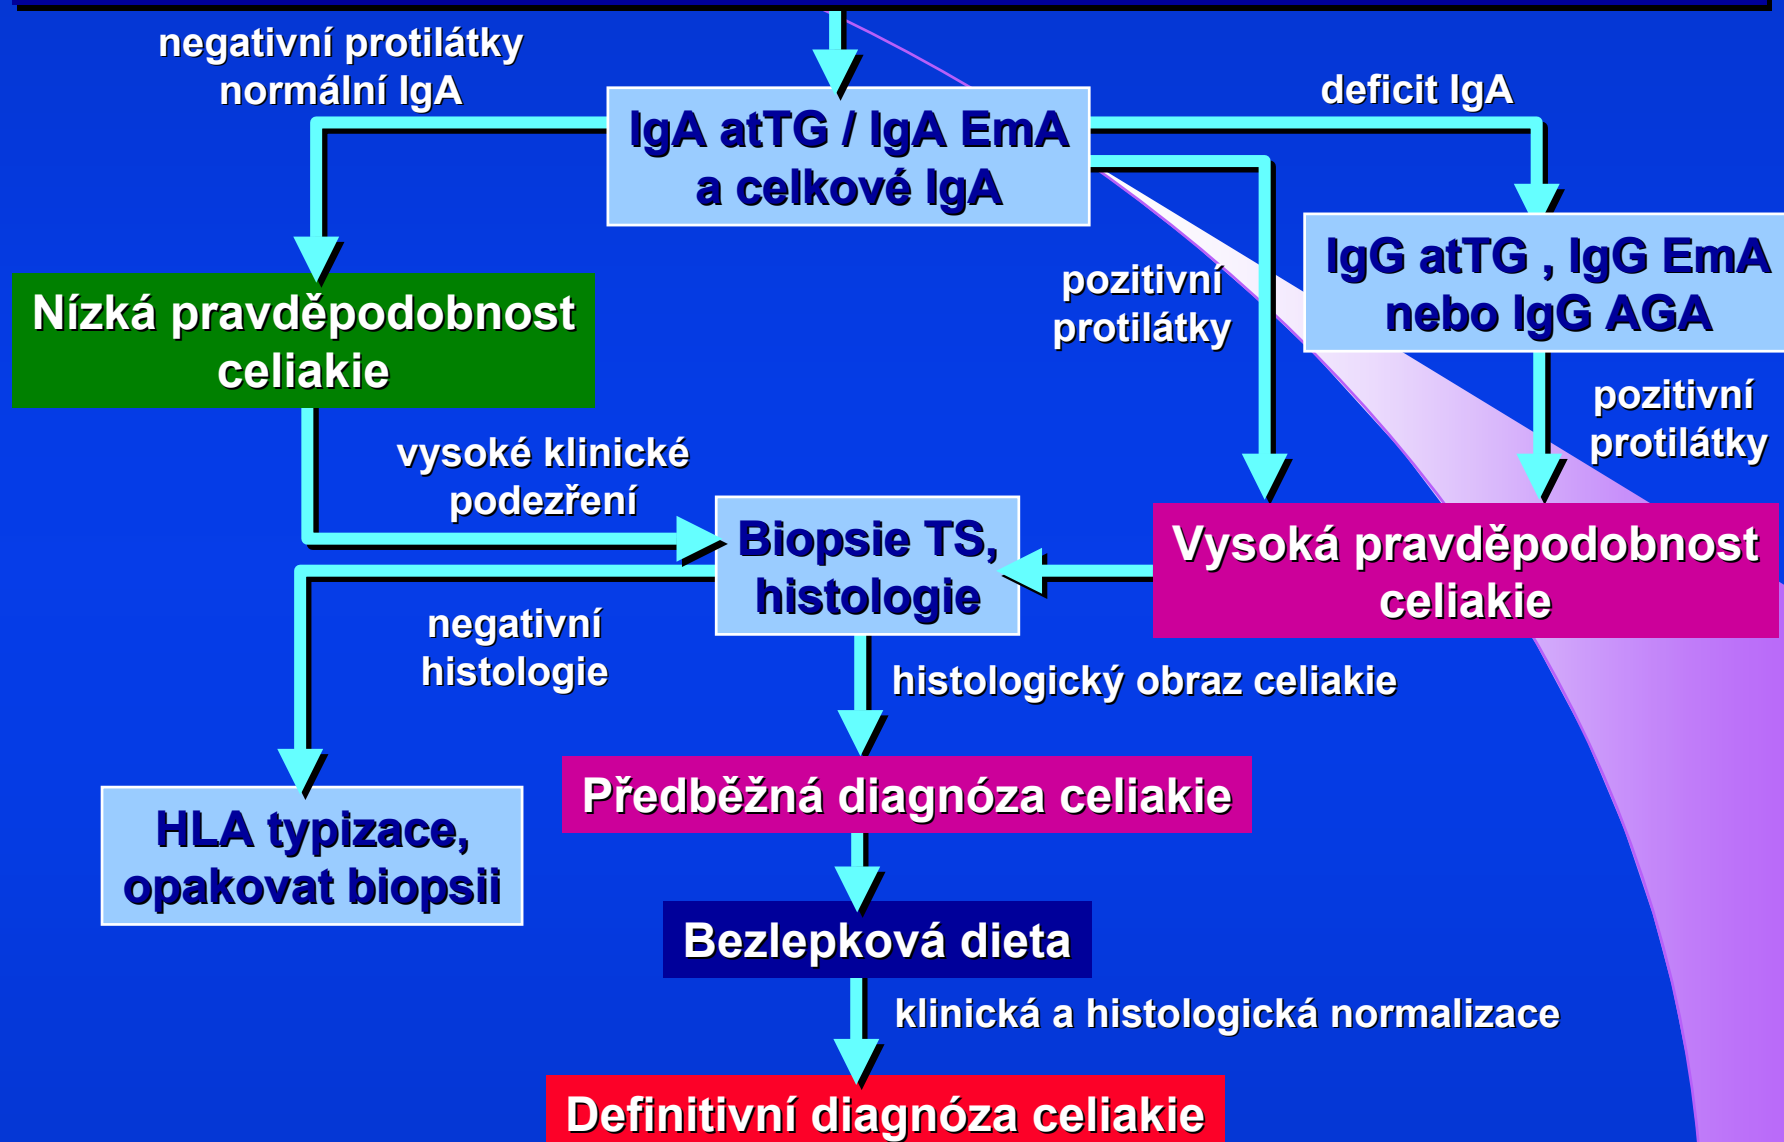 negativní protilátky
normální IgA
deficit IgA
IgA atTG / IgA EmA
a celkové IgA
IgG atTG , IgG EmA
nebo IgG AGA
pozitivní
protilátky
Nízká pravděpodobnost
celiakie
pozitivní
protilátky
vysoké klinické
podezření
Biopsie TS,
histologie
Vysoká pravděpodobnost
celiakie
negativní
histologie
histologický obraz celiakie
Předběžná diagnóza celiakie
HLA typizace,
opakovat biopsii
Bezlepková dieta
klinická a histologická normalizace
Definitivní diagnóza celiakie